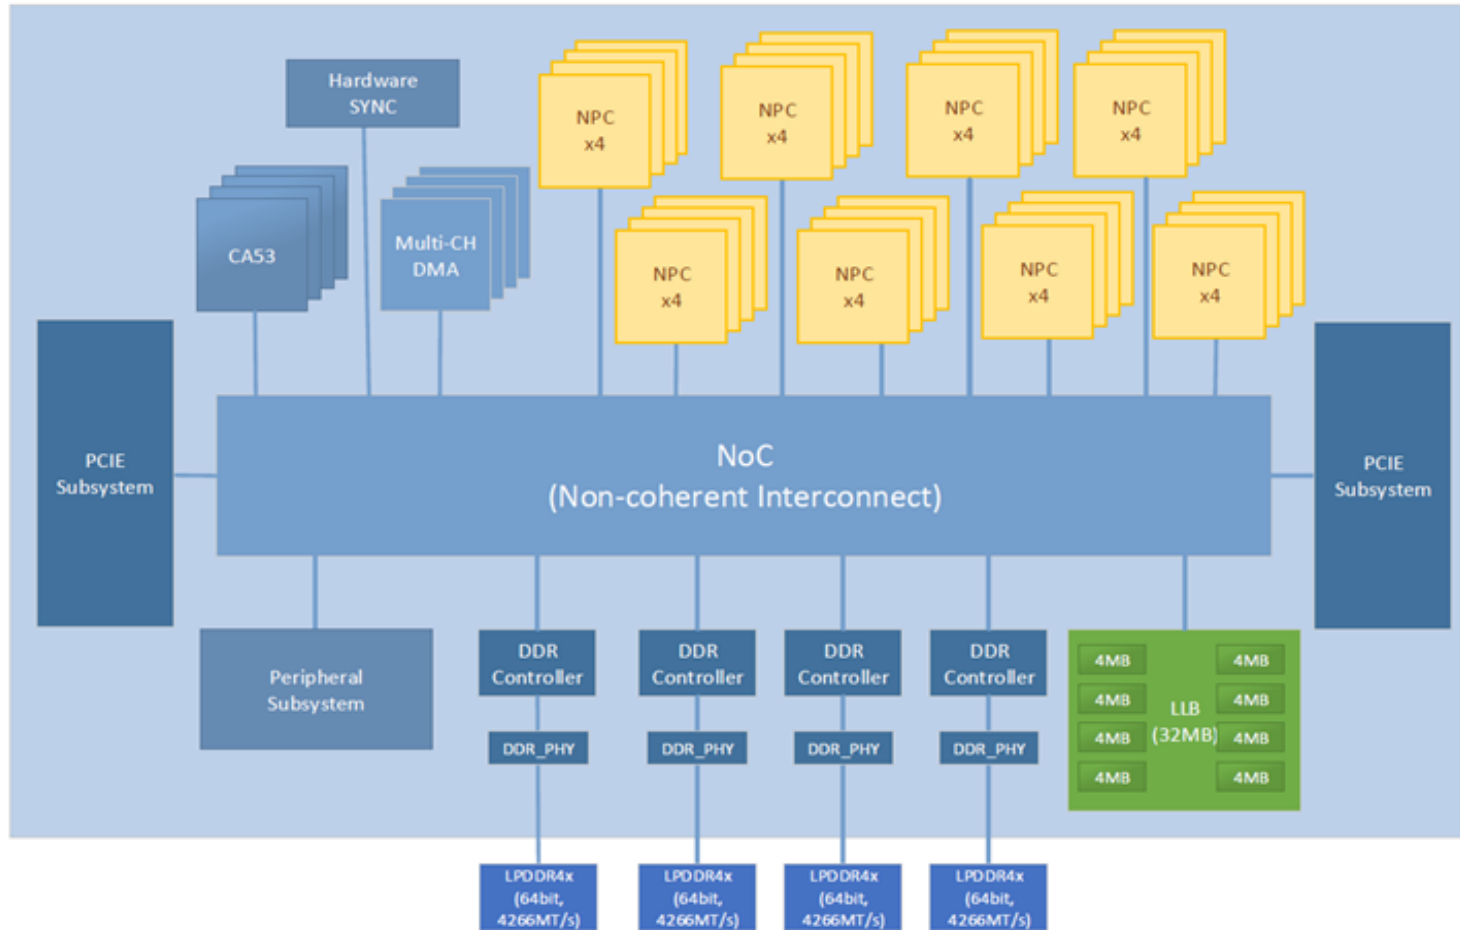 Hardware
SYNC
NPC
x4
NPC
x4
NPC
x4
NPC
x4
CA53
Multi-CH
DMA
NPC
x4
NPC
x4
NPC
x4
NPC
x4
PCIE
Subsystem
NoC
(Non-coherent Interconnect)
PCIE
Subsystem
Peripheral
Subsystem
DDR
Controller
DDR
Controller
DDR
Controller
DDR
Controller
DDR_PHY
DDR_PHY
DDR_PHY
DDR_PHY
4MB
4MB
4MB
4MB
LLB
(32MB)
4MB
4MB
4MB
4MB
LPDDR4x
(64bit,
4266MT/s)
LPDDR4x
(64bit,
4266MT/s)
LPDDR4x
(64bit,
4266MT/s)
LPDDR4x
(64bit,
4266MT/s)